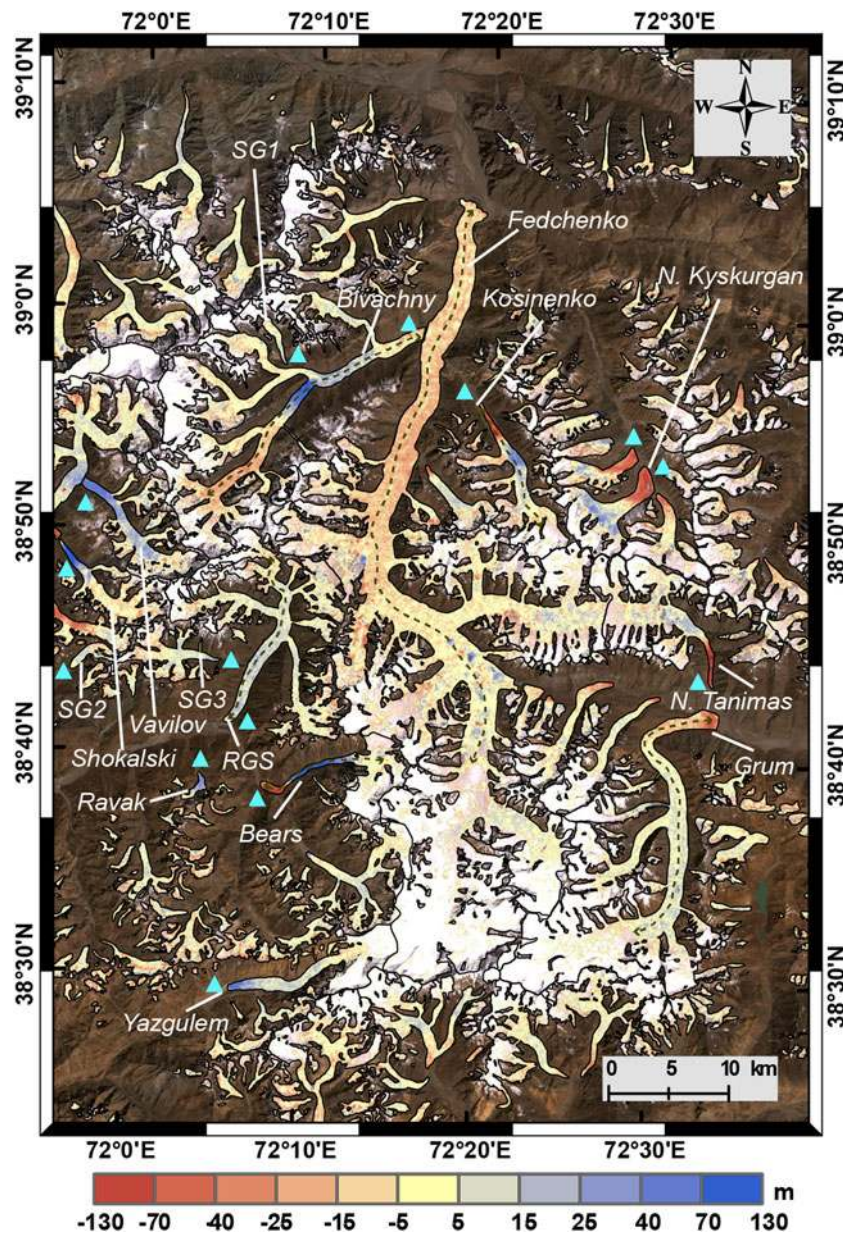 72°0'E 72°10'E 72°20'E 72°30'E
39°10'N 39°10'N
N
W E
S
SG1
Fedchenko
N. Kyskurgan
Bivachny Kosinenko
39°0'N 39°0'N
38°50'N 38°50'N
SG2 SG3
N. Tanimas
Vavilov
Shokalski RGS
38°40'N 38°40'N
Grum
Ravak
Bears
38°30'N 38°30'N
Yazgulem
0 5 10 km
72°0'E 72°10'E 72°20'E 72°30'E
m
-130 -70 -40 -25 -15 -5 5 15 25 40 70 130